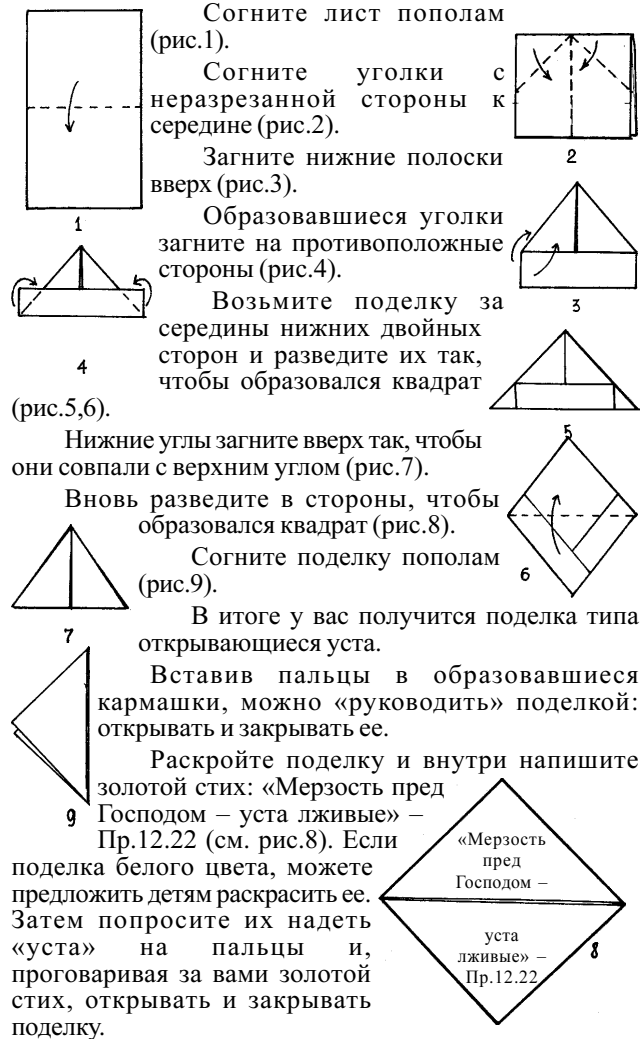 Согните лист пополам
(рис.1).
Согните уголки с
неразрезанной стороны к
середине (рис.2).
Загните нижние полоски
вверх (рис.3).
Образовавшиеся уголки
загните на противоположные
стороны (рис.4).
Возьмите поделку за
середины нижних двойных
сторон и разведите их так,
чтобы образовался квадрат
(рис.5,6).
Нижние углы загните вверх так, чтобы
они совпали с верхним углом (рис.7).
Вновь разведите в стороны, чтобы
образовался квадрат (рис.8).
Согните поделку пополам
(рис.9).
В итоге у вас получится поделка типа
открывающиеся уста.
Вставив пальцы в образовавшиеся
кармашки, можно «руководить» поделкой:
открывать и закрывать ее.
Раскройте поделку и внутри напишите
золотой стих: «Мерзость пред
Господом – уста лживые» –
Пр.12.22 (см. рис.8). Если
поделка белого цвета, можете
предложить детям раскрасить ее.
Затем попросите их надеть
«уста» на пальцы и,
проговаривая за вами золотой
стих, открывать и закрывать
поделку.
1
2
3
4
5
6
7
9
«Мерзость
пред
Господом –
уста
лживые» –
Пр.12.22
8